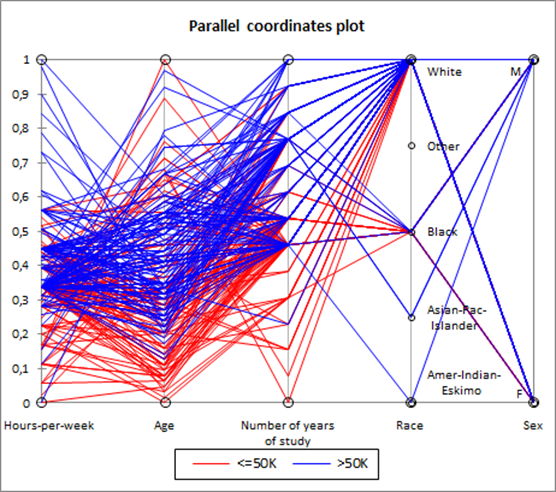 Parallel coordinates plot
1
0,9
0,8
0,7
0,6
0,5
0,4
0,3
0,2
0,1
0
White
Other
Black
Asian-Pac-
Islander
Amer-Indian-
Eskimo
M
F
Hours-per-week
Age
Number of years
of study
Race
Sex
<=50K
>50K